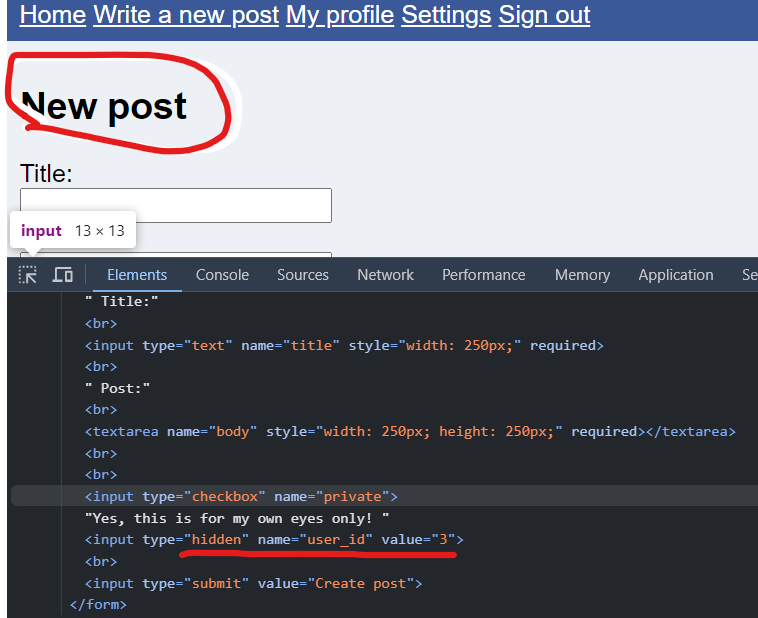 Home Write a new post My profile Settings Sign out
New post
Title:
input 13 × 13
Elements Console Sources Network Performance Memory Application Se
" Title:"
<br>
<input type="text" name="title" style="width: 250px;" required>
<br>
" Post:"
<br>
<textarea name="body" style="width: 250px; height: 250px;" required></textarea>
<br>
<br>
<input type="checkbox" name="private">
"Yes, this is for my own eyes only! "
<input type="hidden" name="user_id" value="3">
<br>
<input type="submit" value="Create post">
</form>